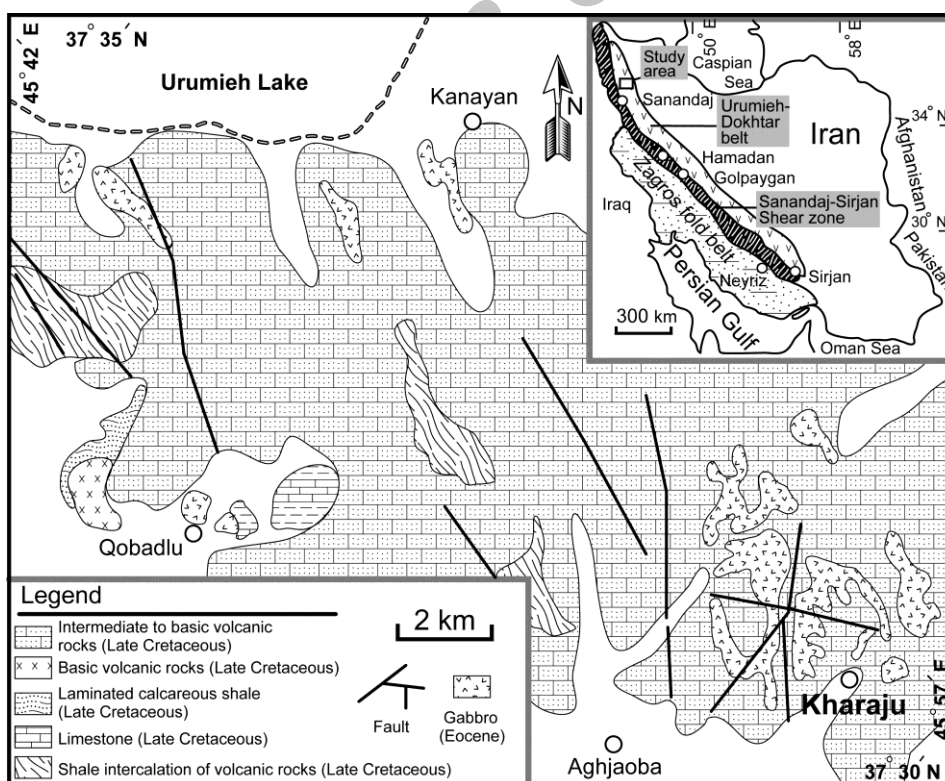 37° 35´ N
45° 42´ E
Urumieh Lake
Kanayan
N
50 E
58 E
Caspian
Sea
Study
area
Sanandaj
Urumieh-
Dokhtar
belt
Iran
34 N
Afghanistan
Hamadan
Golpaygan
Zagros fold belt
Iraq
Sanandaj-Sirjan
Shear zone
30 N
Pakistan
Neyriz
Sirjan
Persian Gulf
300 km
Oman Sea
Qobadlu
Kharaju
Aghjaoba
45° 57´ E
37° 30´ N
Legend
Intermediate to basic volcanic
rocks (Late Cretaceous)
Basic volcanic rocks (Late Cretaceous)
Laminated calcareous shale
(Late Cretaceous)
Limestone (Late Cretaceous)
Shale intercalation of volcanic rocks (Late Cretaceous)
2 km
Fault
Gabbro
(Eocene)